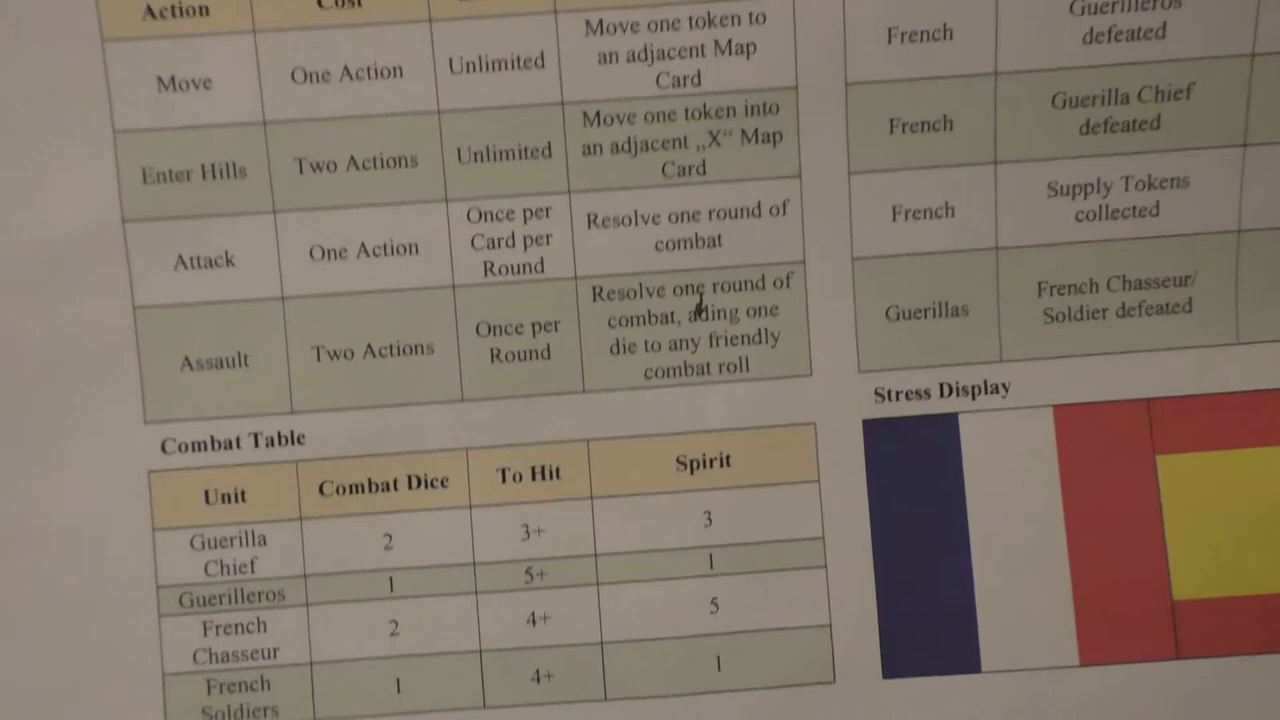 Action
Cost
Move
One Action
Unlimited
Move one token to
an adjacent Map
Card
Enter Hills
Two Actions
Unlimited
Move one token into
an adjacent „X“ Map
Card
Attack
One Action
Once per
Card per
Round
Resolve one round of
combat
Assault
Two Actions
Once per
Round
Resolve one round of
combat, ading one
die to any friendly
combat roll
Combat Table
Unit
Combat Dice
To Hit
Spirit
Guerilla
Chief
2
3+
3
Guerilleros
1
5+
1
French
Chasseur
2
4+
5
French
Soldiers
1
4+
1
French
Guerilleros
defeated
French
Guerilla Chief
defeated
French
Supply Tokens
collected
Guerillas
French Chasseur/
Soldier defeated
Stress Display